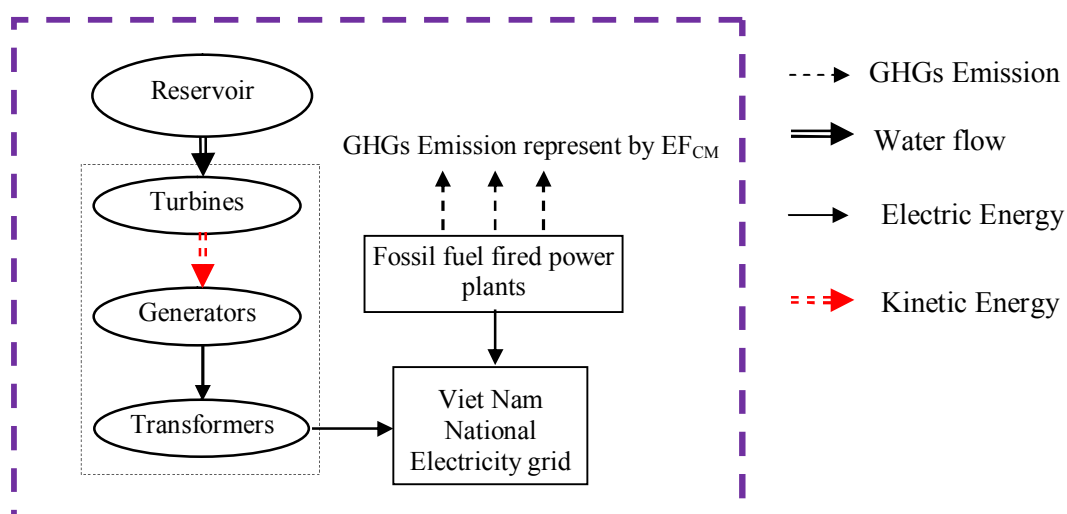 Reservoir
Turbines
Generators
Transformers
GHGs Emission represent by EFCM
Fossil fuel fired power
plants
Viet Nam
National
Electricity grid
GHGs Emission
Water flow
Electric Energy
Kinetic Energy